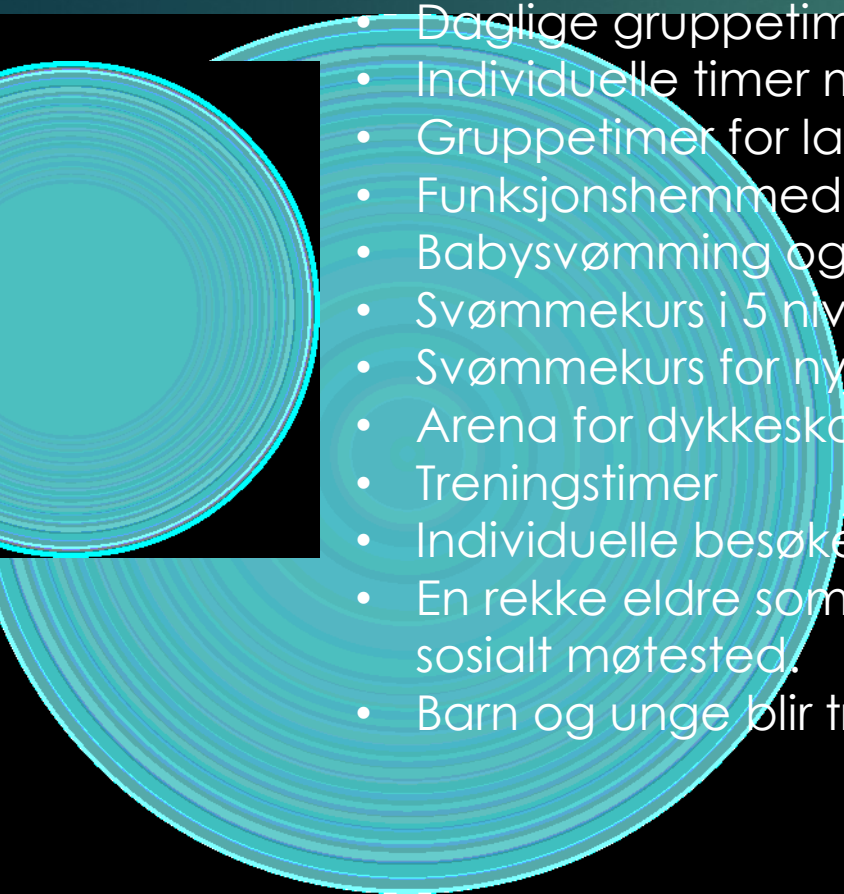 • Daglige gruppetim
• Individuelle timer
• Gruppetimer for la
• Funksjonshemmed
• Babysvømming og
• Svømmekurs i 5 niv
• Svømmekurs for ny
• Arena for dykkesko
• Treningstimer
• Individuelle besøke
• En rekke eldre som
sosialt møtested.
• Barn og unge blir tr